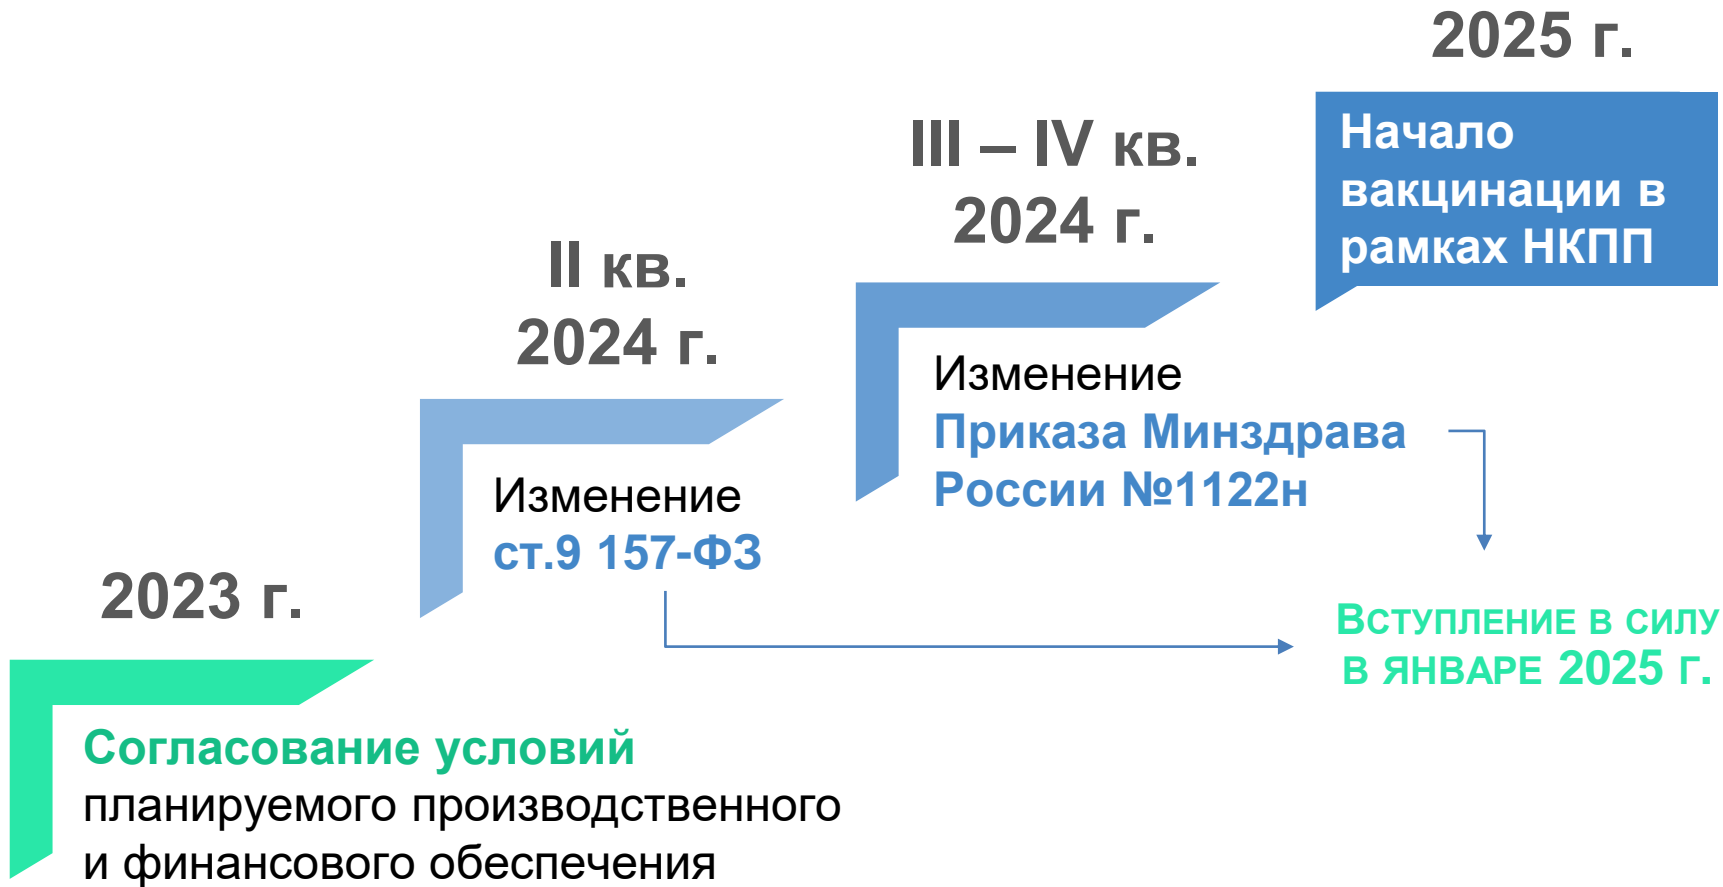 2023 г.
Согласование условий
планируемого производственного
и финансового обеспечения
II кв.
2024 г.
Изменение
ст.9 157-ФЗ
III – IV кв.
2024 г.
Изменение
Приказа Минздрава
России №1122н
2025 г.
Начало
вакцинации в
рамках НКПП
Вступление в силу
в январе 2025 г.